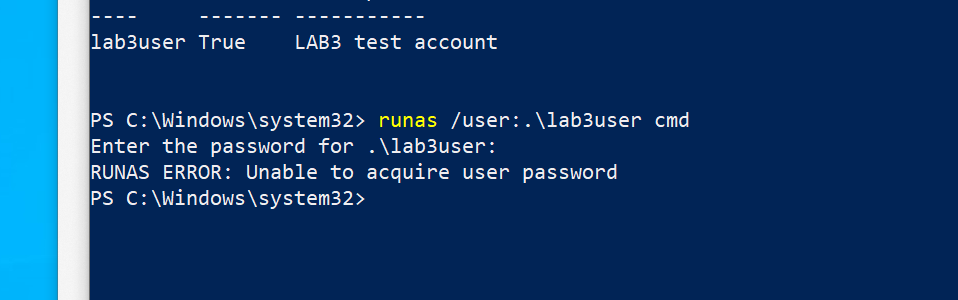 ---- ------- -----------
lab3user True LAB3 test account
PS C:\Windows\system32> runas /user:.\lab3user cmd
Enter the password for .\lab3user:
RUNAS ERROR: Unable to acquire user password
PS C:\Windows\system32>